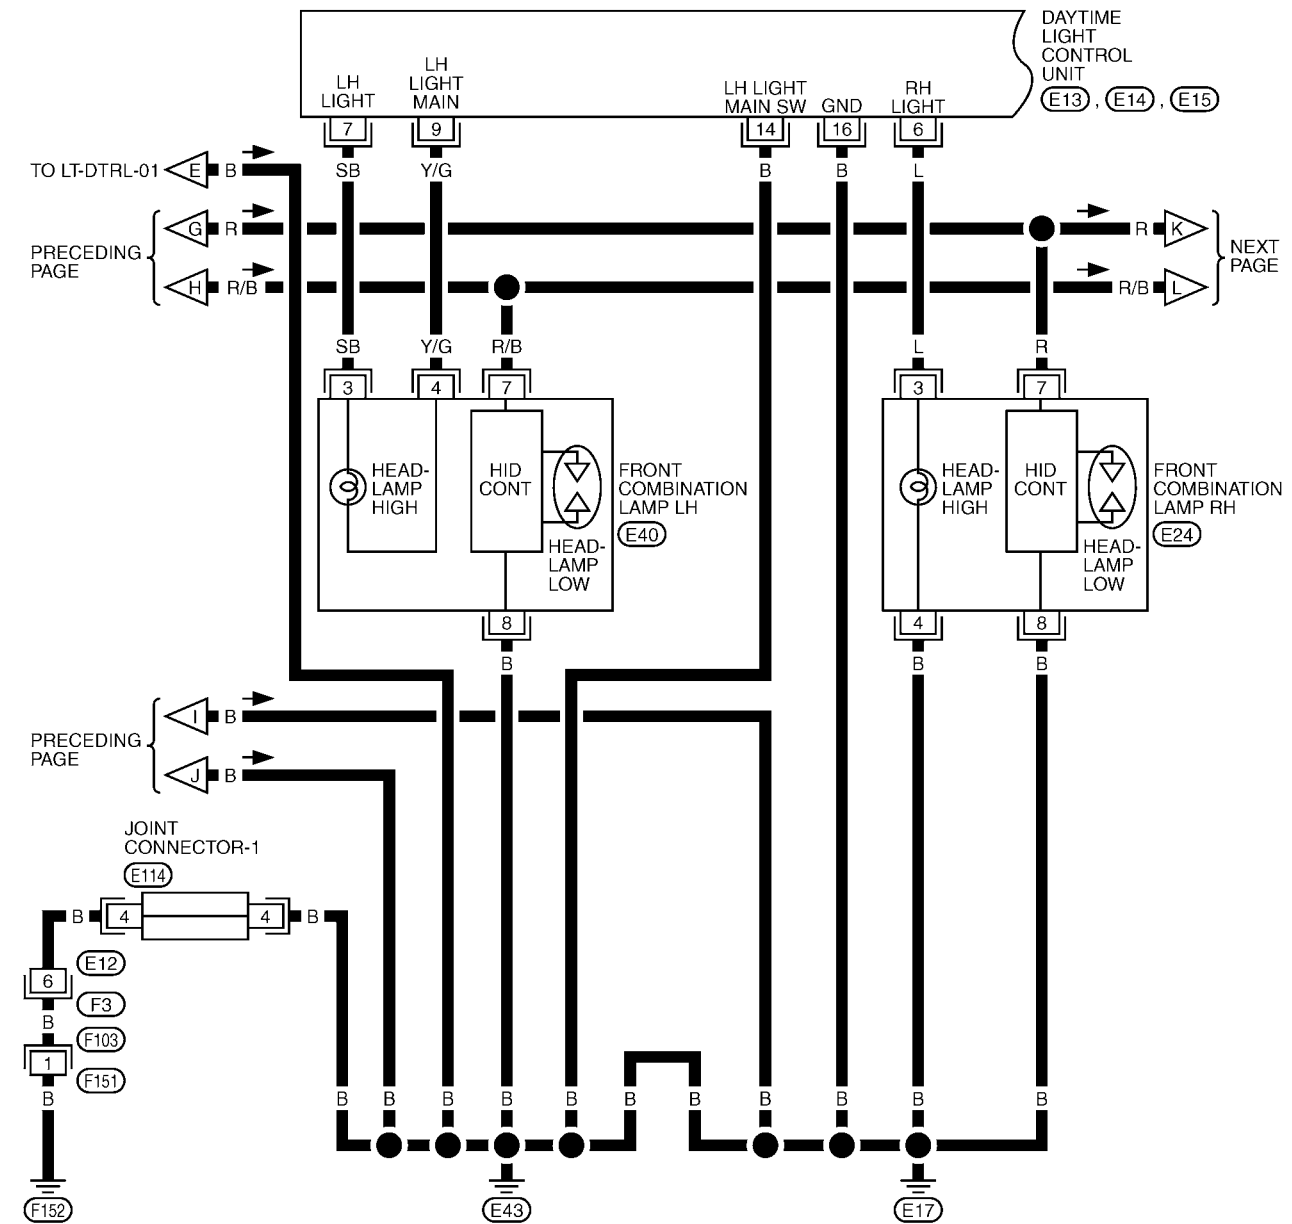 DAYTIME
LIGHT
CONTROL
UNIT
E13 , E14 , E15
LH
LIGHT
LH
LIGHT
MAIN
LH LIGHT
MAIN SW
GND
RH
LIGHT
7
9
14
16
6
TO LT-DTRL-01
E
B
SB
Y/G
B
B
L
PRECEDING
PAGE
G
R
R
K
NEXT
PAGE
H
R/B
R/B
L
SB
Y/G
R/B
L
R
3
4
7
3
7
HEAD-
LAMP
HIGH
HID
CONT
HEAD-
LAMP
LOW
FRONT
COMBINATION
LAMP LH
E40
HEAD-
LAMP
HIGH
HID
CONT
HEAD-
LAMP
LOW
FRONT
COMBINATION
LAMP RH
E24
8
4
8
B
B
B
PRECEDING
PAGE
I
B
J
B
JOINT
CONNECTOR-1
E114
B
4
4
B
E12
6
F3
B
F103
1
F151
B
B
B
B
B
B
B
B
B
B
B
B
F152
E43
E17